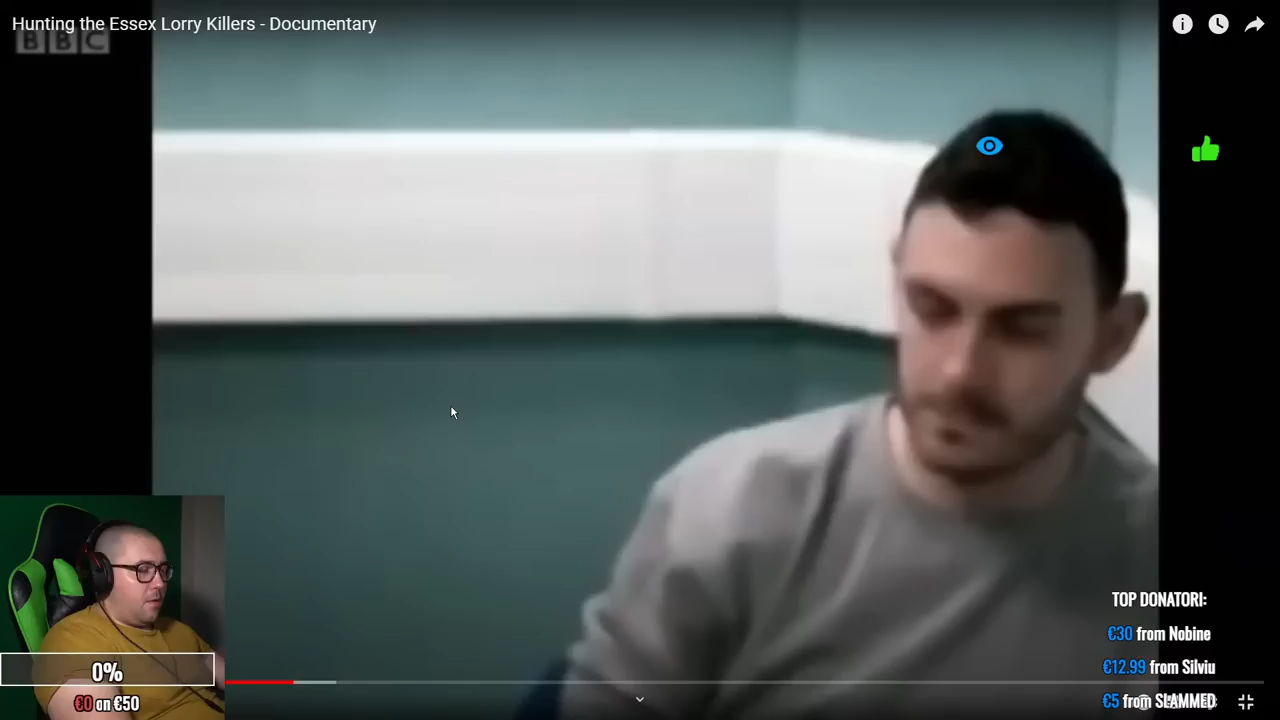 Hunting the Essex Lorry Killers - Documentary
BBC
TOP DONATORI:
€30 from Nobine
€12.99 from Silviu
€5 from SLAMMED
0%
€0 on €50